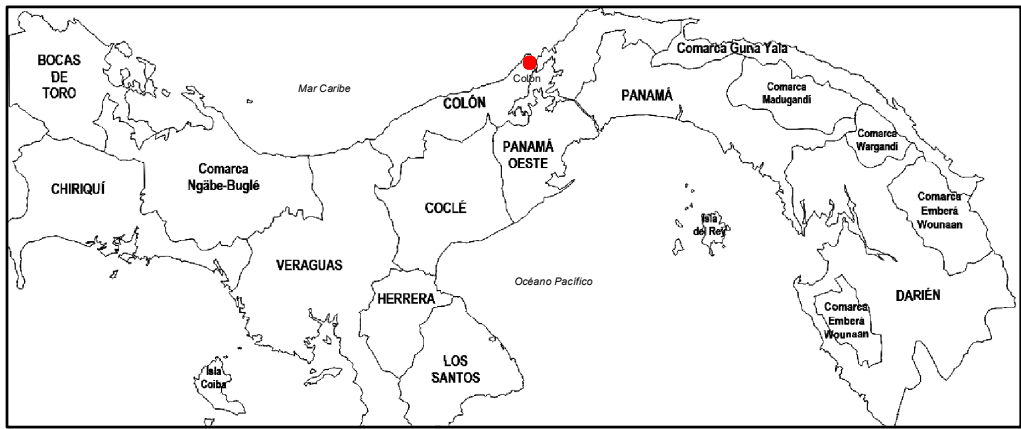 BOCAS
DE
TORO
Mar Caribe
Colón
COLÓN
Comarca Guna Yala
PANAMÁ
Comarca
Madugandi
Comarca
Wargandi
PANAMÁ
OESTE
Comarca
Ngäbe-Buglé
CHIRIQUÍ
COCLÉ
Comarca
Emberá
Wounaan
Isla
del Rey
VERAGUAS
Océano Pacífico
HERRERA
DARIÉN
Comarca
Emberá
Wounaan
LOS
SANTOS
Isla
Coiba